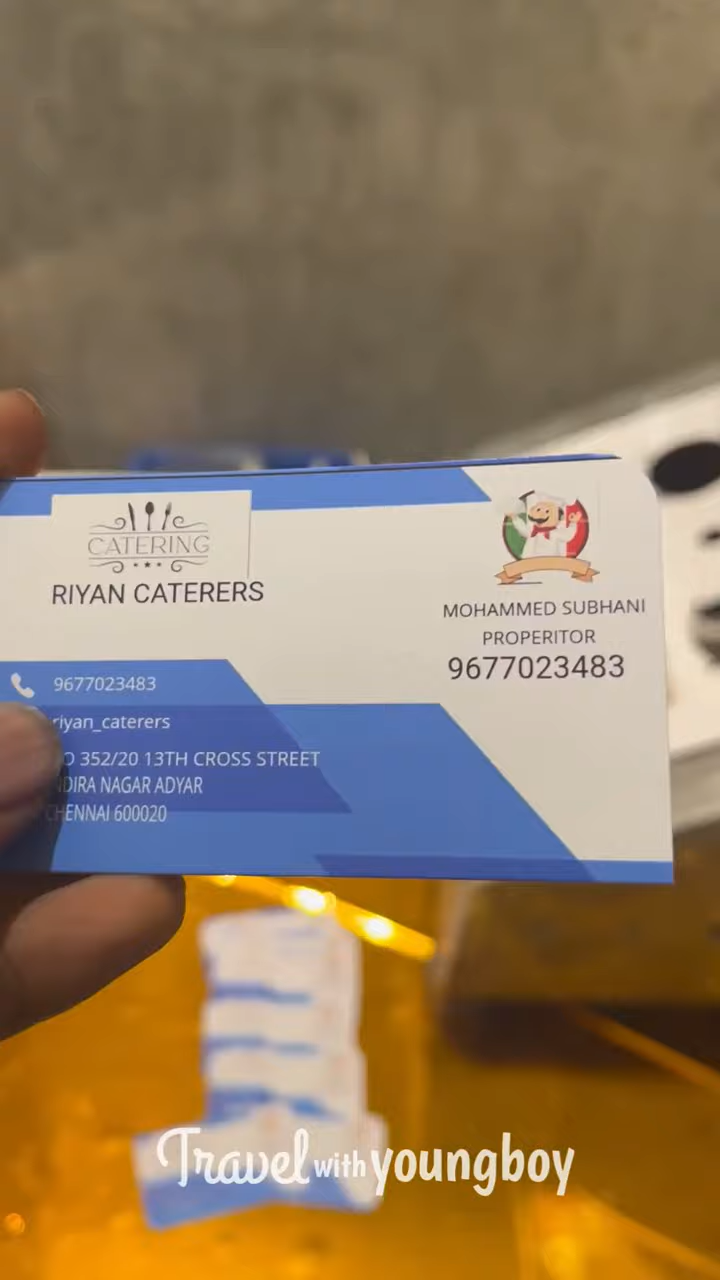 CATERING
RIYAN CATERERS
MOHAMMED SUBHANI
PROPERITOR
9677023483
9677023483
riyan_caterers
352/20 13TH CROSS STREET
NAGAR ADYAR
CHENNAI 600020
Travel with youngboy